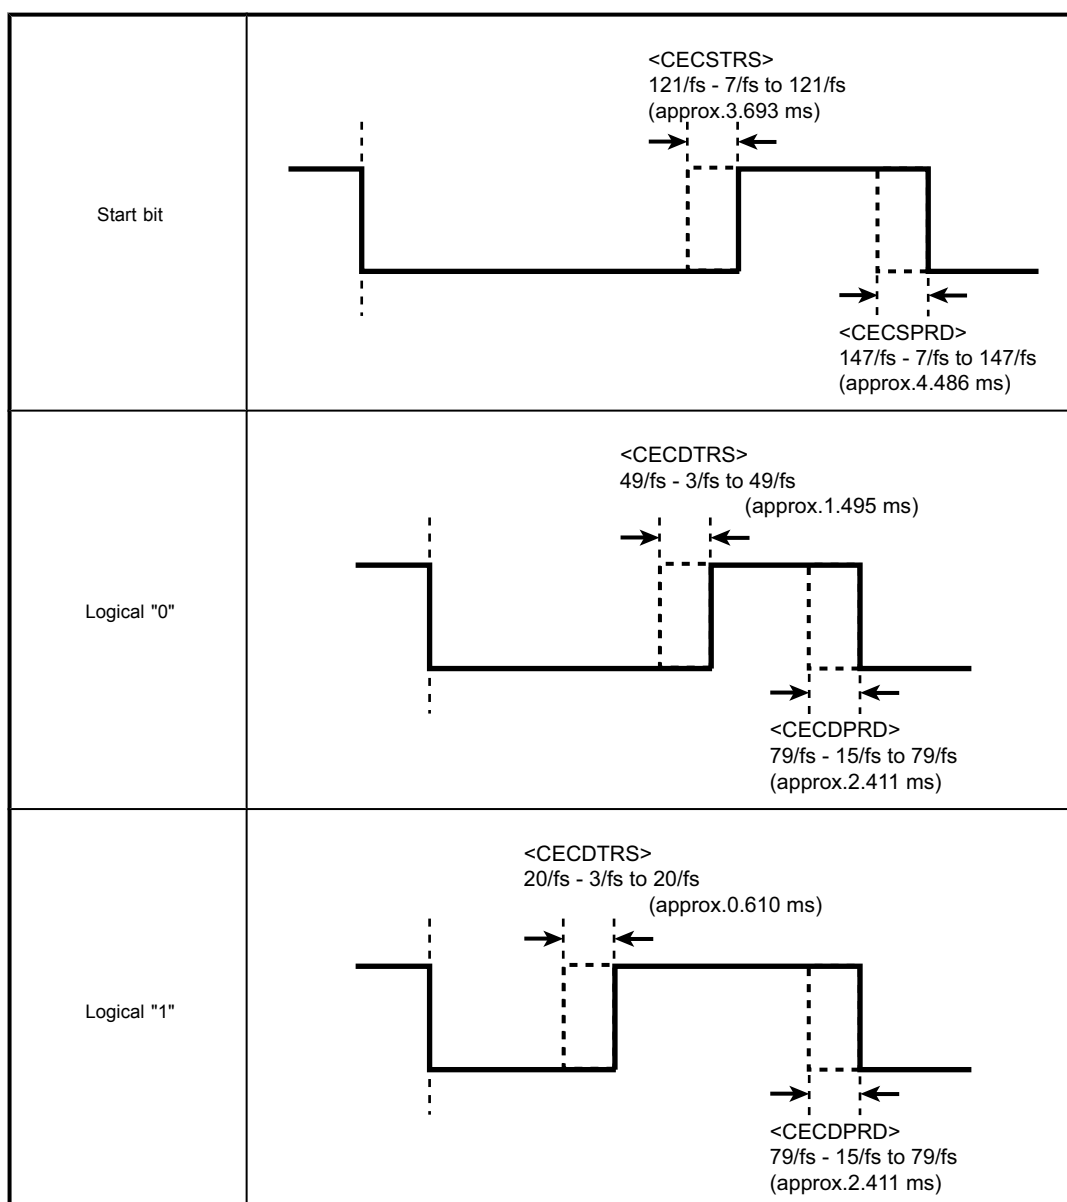 Start bit
<CECSTRS>
121/fs - 7/fs to 121/fs
(approx.3.693 ms)
<CECSPRD>
147/fs - 7/fs to 147/fs
(approx.4.486 ms)
Logical "0"
<CECDTRS>
49/fs - 3/fs to 49/fs
(approx.1.495 ms)
<CECDPRD>
79/fs - 15/fs to 79/fs
(approx.2.411 ms)
Logical "1"
<CECDTRS>
20/fs - 3/fs to 20/fs
(approx.0.610 ms)
<CECDPRD>
79/fs - 15/fs to 79/fs
(approx.2.411 ms)